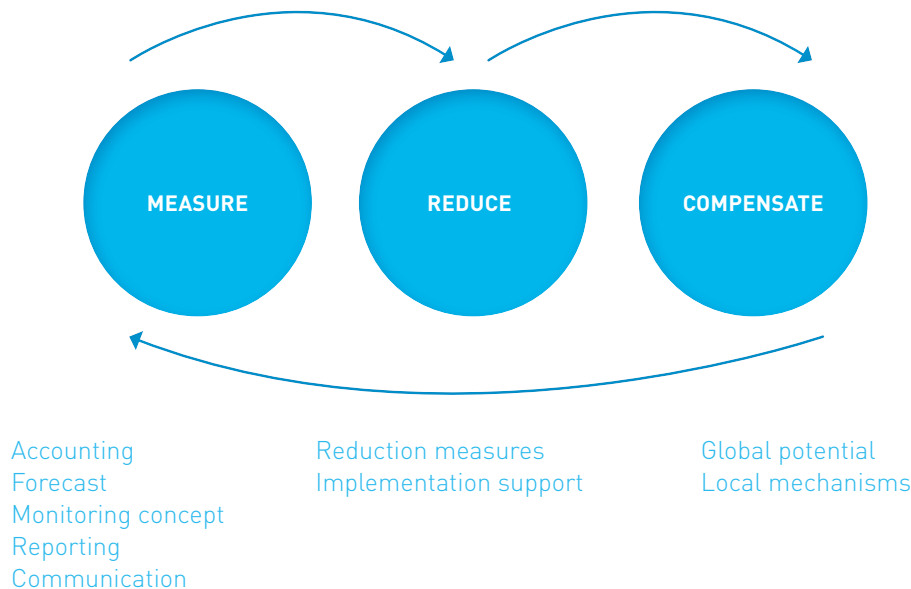 MEASURE
REDUCE
COMPENSATE
Accounting
Forecast
Monitoring concept
Reporting
Communication
Reduction measures
Implementation support
Global potential
Local mechanisms